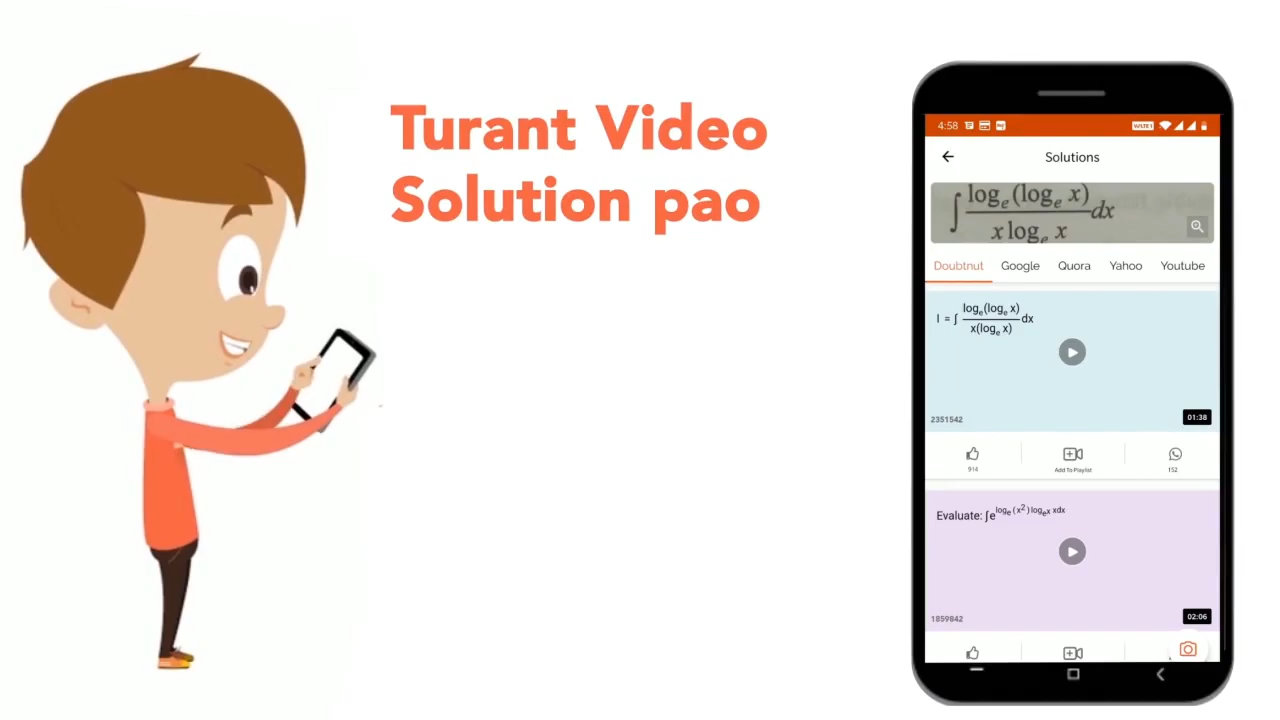 Turant Video
Solution pao
4:58
Solutions
∫ logₑ(logₑ x) / x logₑ x dx
Doubtnut Google Quora Yahoo Youtube
I = ∫ logₑ(logₑ x) / x(logₑ x) dx
2351542 01:38
914 Add To Playlist 152
Evaluate: ∫e^logₑ(x²)logₑx xdx
1859842 02:06